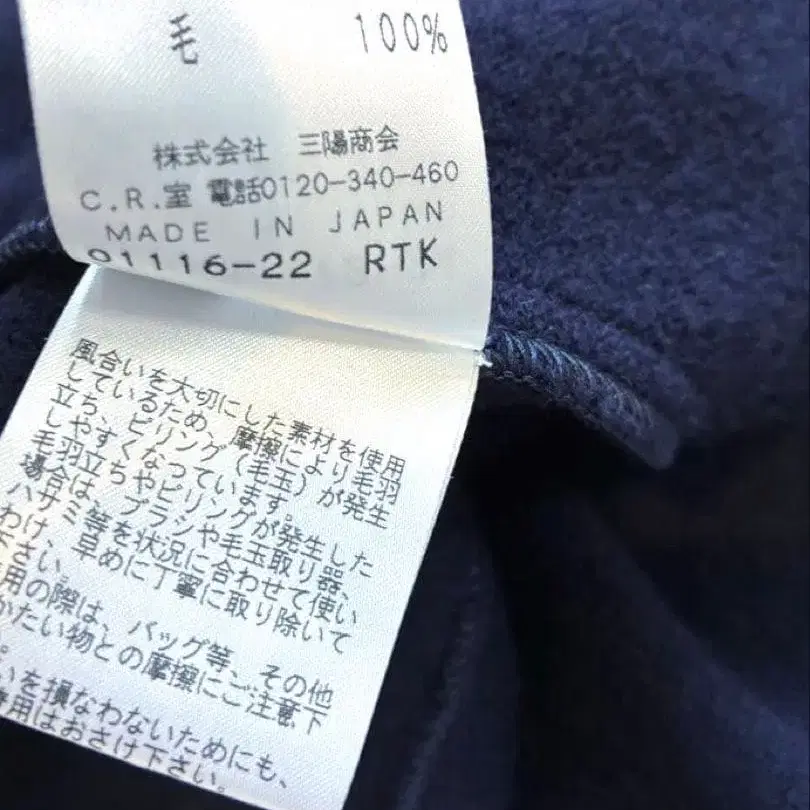 毛 100%
株式会社 三陽商会
C.R.室 電話0120-340-460
MADE IN JAPAN
01116-22 RTK
風合いを大切にした素材を使用
しているため、摩擦により毛羽
立ち、ピリング(毛玉)が発生
しやすくなっています。
毛羽立ちやピリングが発生した
場合は、ブラシや毛玉取り器、
ハサミ等を状況に合わせて使い
わけ、早めに丁寧に取り除いて
下さい。
用の際は、バッグ等、その他
かたい物との摩擦にご注意下
。
いを損なわないためにも、
用はおさけ下さい。